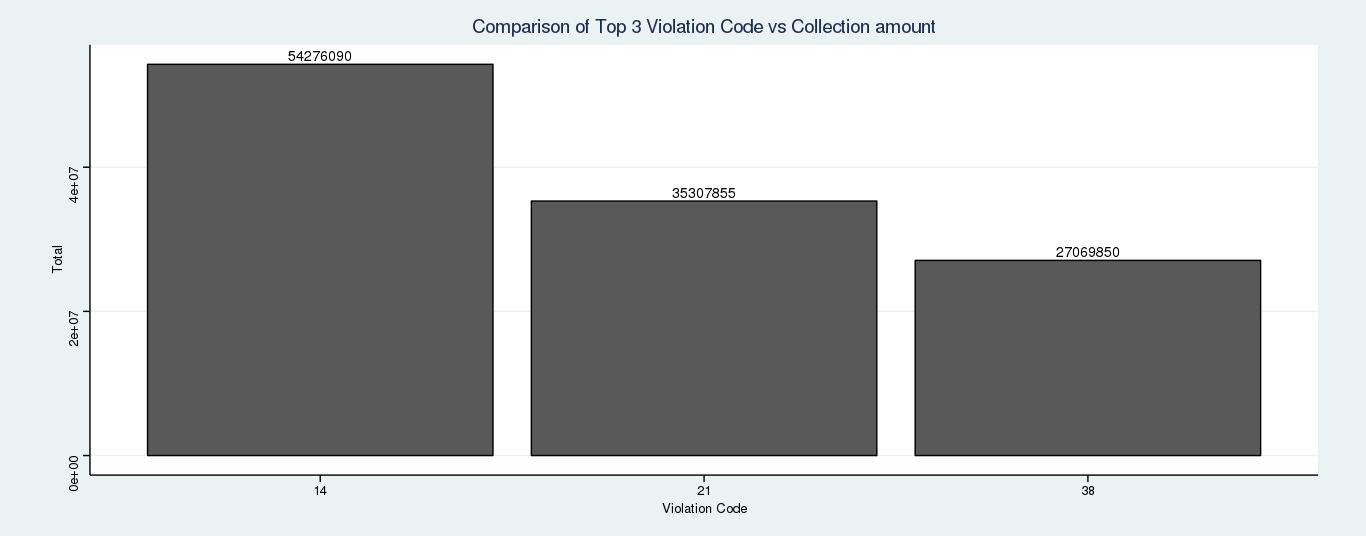 Comparison of Top 3 Violation Code vs Collection amount
54276090
35307855
27069850
Total
4e+07
2e+07
0e+00
14
21
38
Violation Code